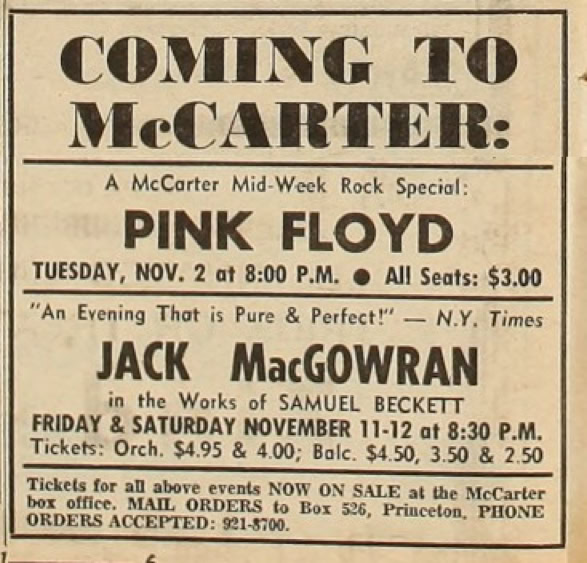 COMING TO
McCARTER:
A McCarter Mid-Week Rock Special:
PINK FLOYD
TUESDAY, NOV. 2 at 8:00 P.M. ● All Seats: $3.00
"An Evening That is Pure & Perfect!" — N.Y. Times
JACK MacGOWRAN
in the Works of SAMUEL BECKETT
FRIDAY & SATURDAY NOVEMBER 11-12 at 8:30 P.M.
Tickets: Orch. $4.95 & 4.00; Balc. $4.50, 3.50 & 2.50
Tickets for all above events NOW ON SALE at the McCarter
box office. MAIL ORDERS to Box 526, Princeton, PHONE
ORDERS ACCEPTED: 921-8700.